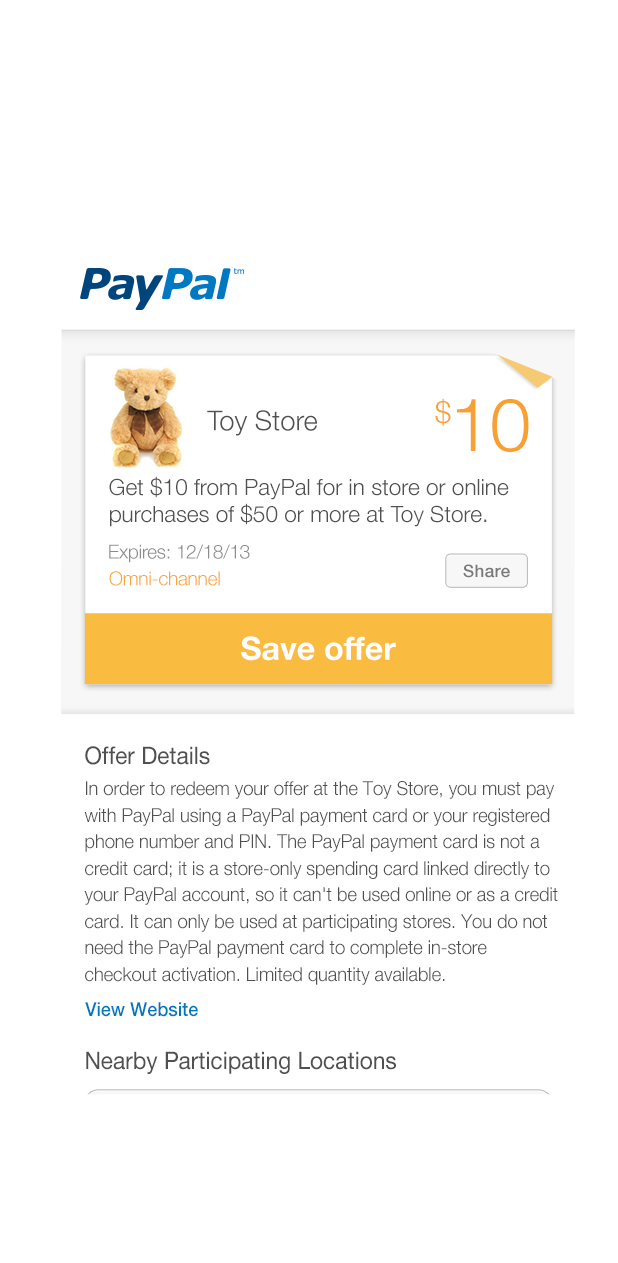 PayPal™
Toy Store
$10
Get $10 from PayPal for in store or online
purchases of $50 or more at Toy Store.
Expires: 12/18/13
Omni-channel
Share
Save offer
Offer Details
In order to redeem your offer at the Toy Store, you must pay
with PayPal using a PayPal payment card or your registered
phone number and PIN. The PayPal payment card is not a
credit card; it is a store-only spending card linked directly to
your PayPal account, so it can't be used online or as a credit
card. It can only be used at participating stores. You do not
need the PayPal payment card to complete in-store
checkout activation. Limited quantity available.
View Website
Nearby Participating Locations